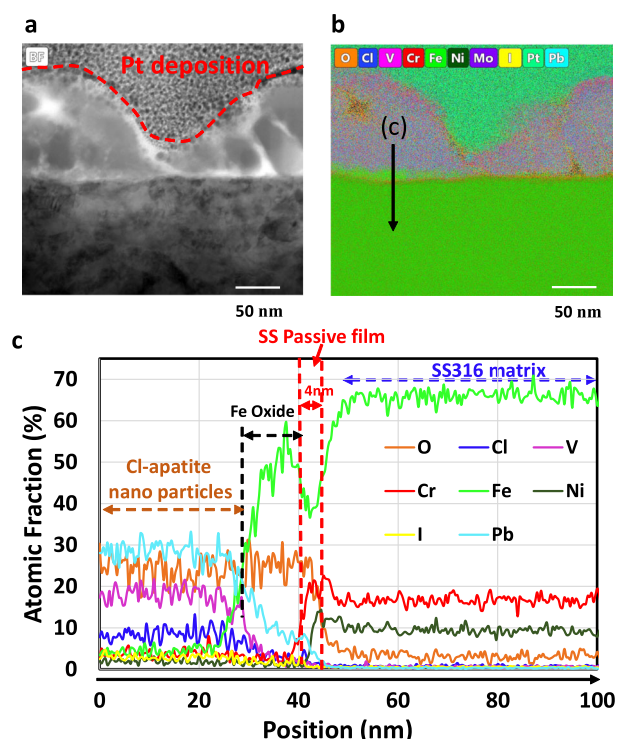 a
BF
Pt deposition
50 nm
b
O Cl V Cr Fe Ni Mo I Pt Pb
(c)
50 nm
c
SS Passive film
SS316 matrix
4nm
Fe Oxide
Cl-apatite
nano particles
O Cl V
Cr Fe Ni
I Pb
Atomic Fraction (%)
70
60
50
40
30
20
10
0
0 20 40 60 80 100
Position (nm)